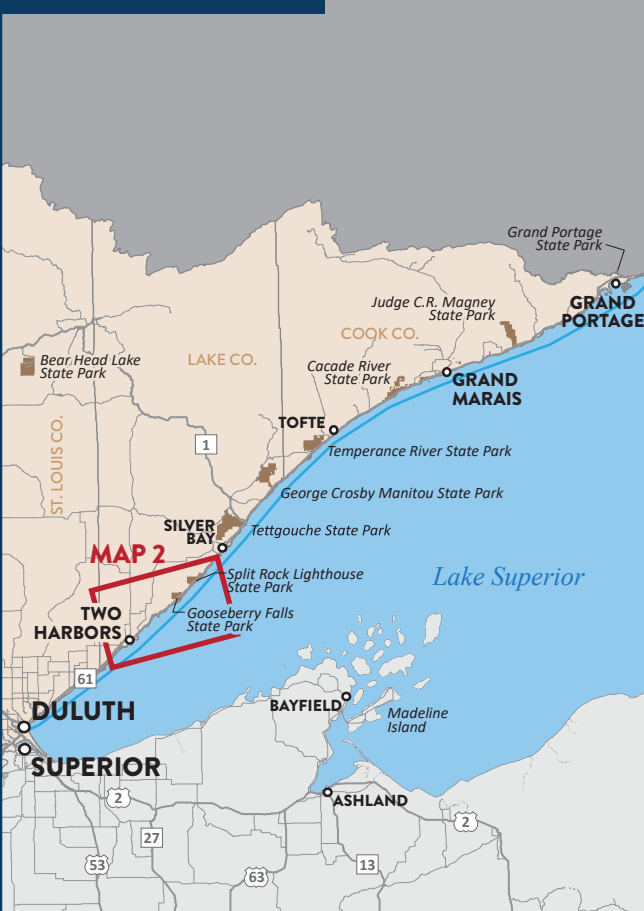 Grand Portage
State Park
GRAND
PORTAGE
Judge C.R. Magney
State Park
COOK CO.
Bear Head Lake
State Park
LAKE CO.
Cacade River
State Park
GRAND
MARAIS
ST. LOUIS CO.
TOFTE
1
Temperance River State Park
George Crosby Manitou State Park
SILVER
BAY
Tettgouche State Park
MAP 2
Split Rock Lighthouse
State Park
Lake Superior
TWO
HARBORS
Gooseberry Falls
State Park
61
DULUTH
BAYFIELD
Madeline
Island
SUPERIOR
2
ASHLAND
2
27
53
63
13